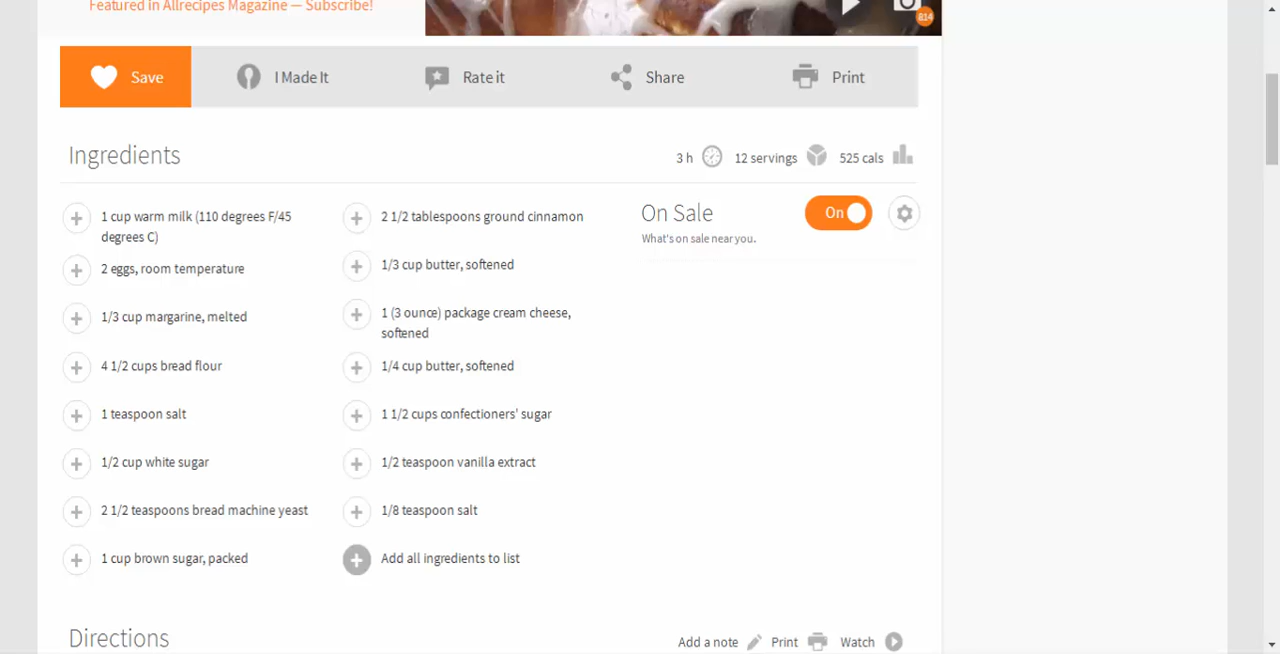 Featured in Allrecipes Magazine — Subscribe!
814
Save
I Made It
Rate it
Share
Print
Ingredients
3 h
12 servings
525 cals
1 cup warm milk (110 degrees F/45
degrees C)
2 eggs, room temperature
1/3 cup margarine, melted
4 1/2 cups bread flour
1 teaspoon salt
1/2 cup white sugar
2 1/2 teaspoons bread machine yeast
1 cup brown sugar, packed
2 1/2 tablespoons ground cinnamon
1/3 cup butter, softened
1 (3 ounce) package cream cheese,
softened
1/4 cup butter, softened
1 1/2 cups confectioners' sugar
1/2 teaspoon vanilla extract
1/8 teaspoon salt
Add all ingredients to list
On Sale
On
What's on sale near you.
Directions
Add a note
Print
Watch